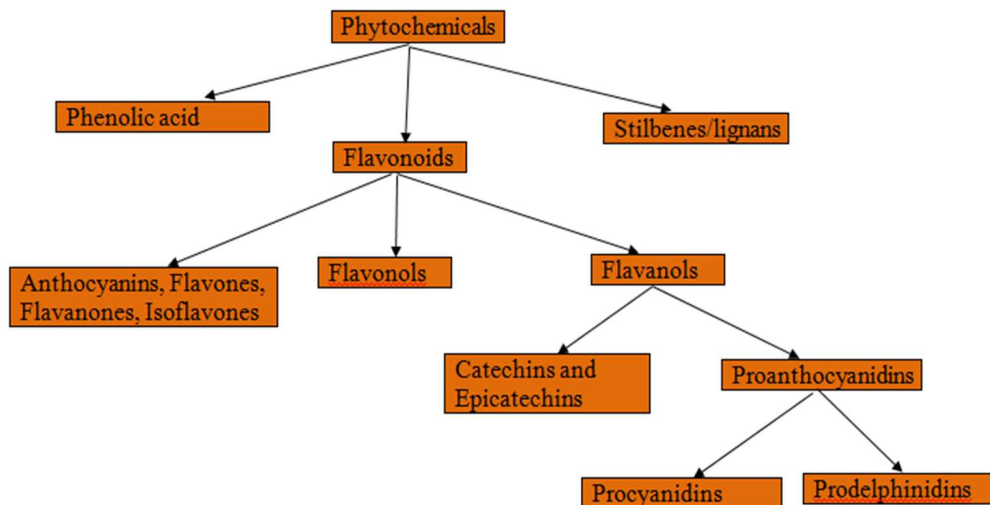 Phytochemicals
Phenolic acid
Stilbenes/lignans
Flavonoids
Anthocyanins, Flavones,
Flavanones, Isoflavones
Flavonols
Flavanols
Catechins and
Epicatechins
Proanthocyanidins
Procyanidins
Prodelphinidins